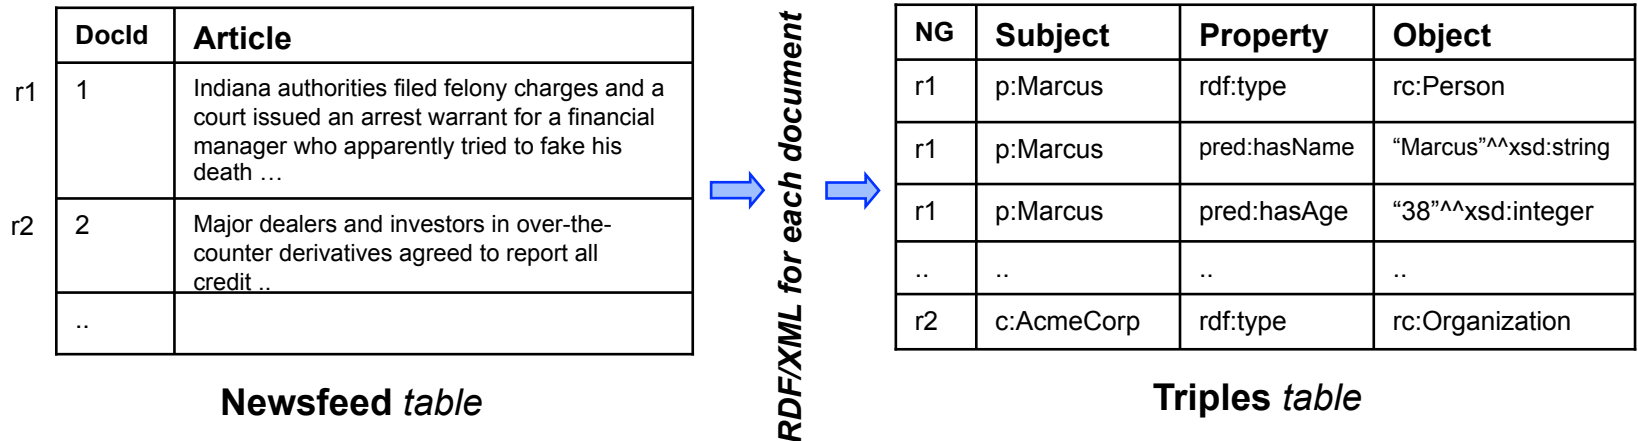 DocId Article
r1 1 Indiana authorities filed felony charges and a
court issued an arrest warrant for a financial
manager who apparently tried to fake his
death …
r2 2 Major dealers and investors in over-the-
counter derivatives agreed to report all
credit ..
..
Newsfeed table
RDF/XML for each document
NG Subject Property Object
r1 p:Marcus rdf:type rc:Person
r1 p:Marcus pred:hasName “Marcus”^^xsd:string
r1 p:Marcus pred:hasAge “38”^^xsd:integer
.. .. .. ..
r2 c:AcmeCorp rdf:type rc:Organization
Triples table